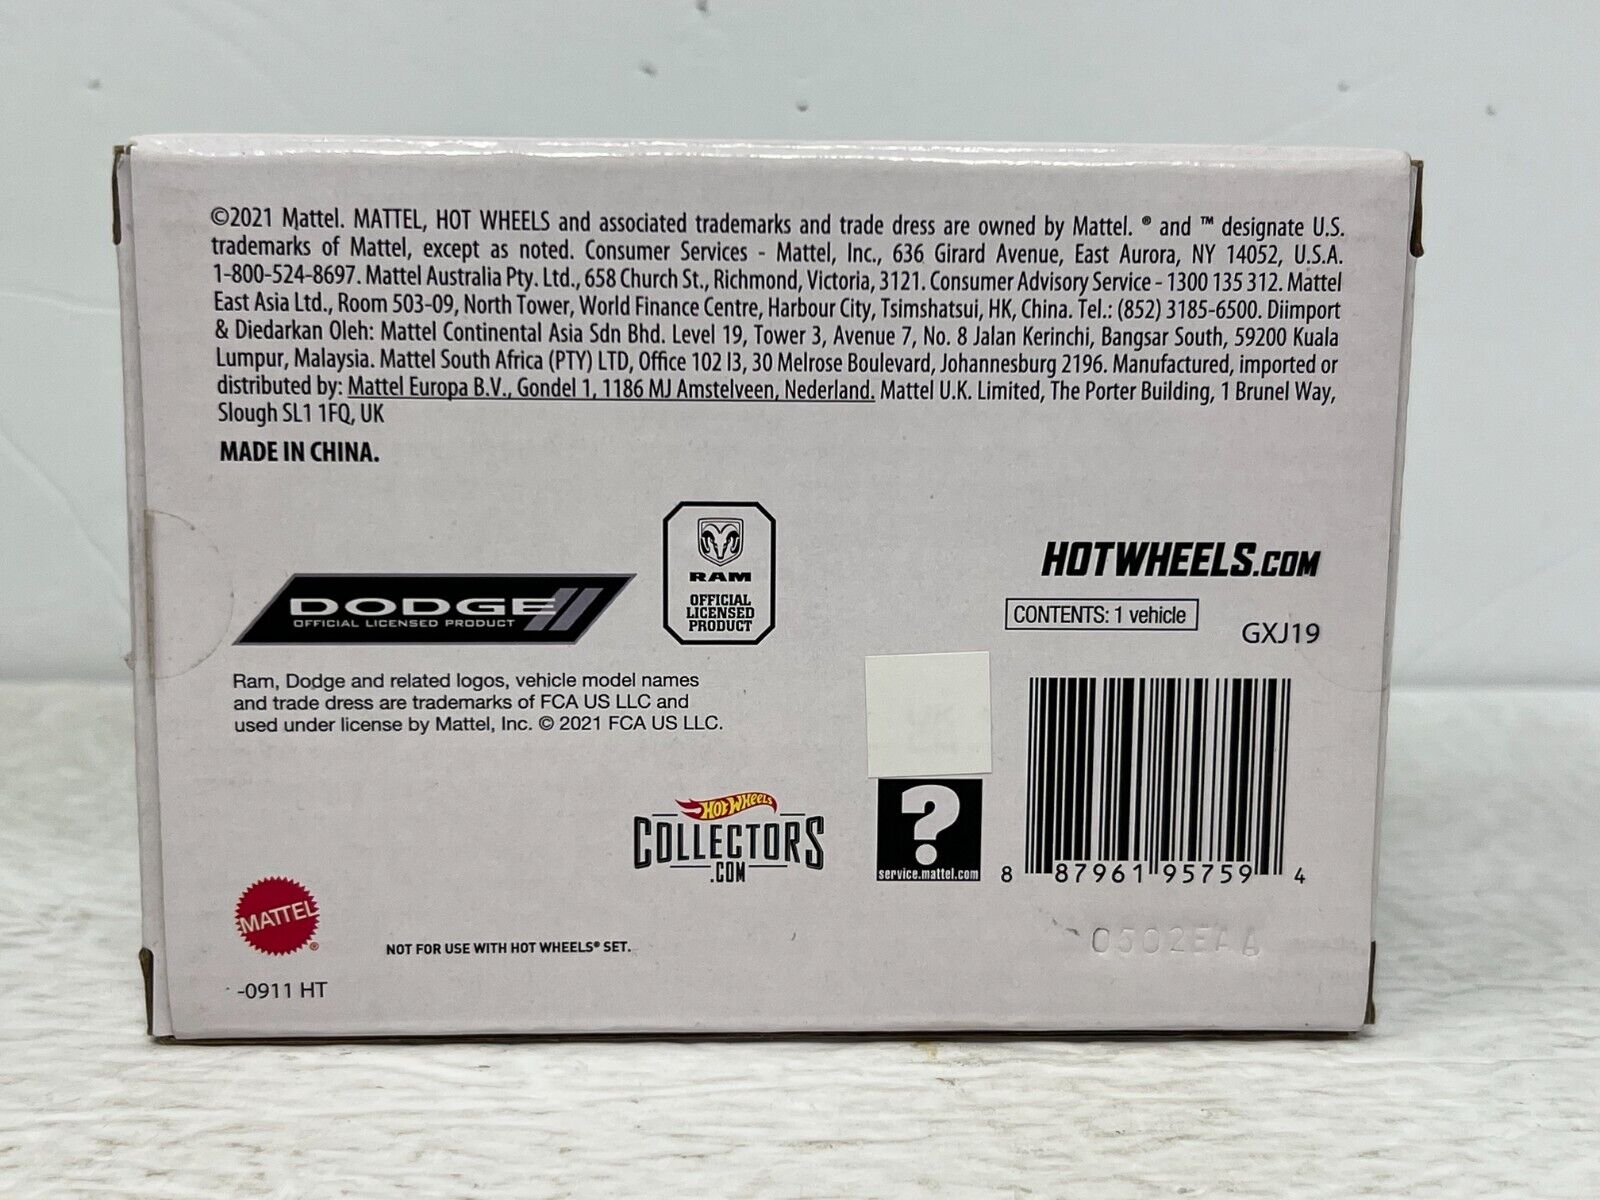 ©2021 Mattel. MATTEL, HOT WHEELS and associated trademarks and trade dress are owned by Mattel. ® and ™ designate U.S.
trademarks of Mattel, except as noted. Consumer Services - Mattel, Inc., 636 Girard Avenue, East Aurora, NY 14052, U.S.A.
1-800-524-8697. Mattel Australia Pty. Ltd., 658 Church St., Richmond, Victoria, 3121. Consumer Advisory Service - 1300 135 312. Mattel
East Asia Ltd., Room 503-09, North Tower, World Finance Centre, Harbour City, Tsimshatsui, HK, China. Tel.: (852) 3185-6500. Diimport
& Diedarkan Oleh: Mattel Continental Asia Sdn Bhd. Level 19, Tower 3, Avenue 7, No. 8 Jalan Kerinchi, Bangsar South, 59200 Kuala
Lumpur, Malaysia. Mattel South Africa (PTY) LTD, Office 102 I3, 30 Melrose Boulevard, Johannesburg 2196. Manufactured, imported or
distributed by: Mattel Europa B.V., Gondel 1, 1186 MJ Amstelveen, Nederland. Mattel U.K. Limited, The Porter Building, 1 Brunel Way,
Slough SL1 1FQ, UK
MADE IN CHINA.
DODGE
OFFICIAL LICENSED PRODUCT
RAM
OFFICIAL
LICENSED
PRODUCT
HOTWHEELS.COM
CONTENTS: 1 vehicle
GXJ19
Ram, Dodge and related logos, vehicle model names
and trade dress are trademarks of FCA US LLC and
used under license by Mattel, Inc. © 2021 FCA US LLC.
HOT WHEELS
COLLECTORS
.COM
?
service.mattel.com
8 87961 95759 4
MATTEL®
NOT FOR USE WITH HOT WHEELS® SET.
-0911 HT